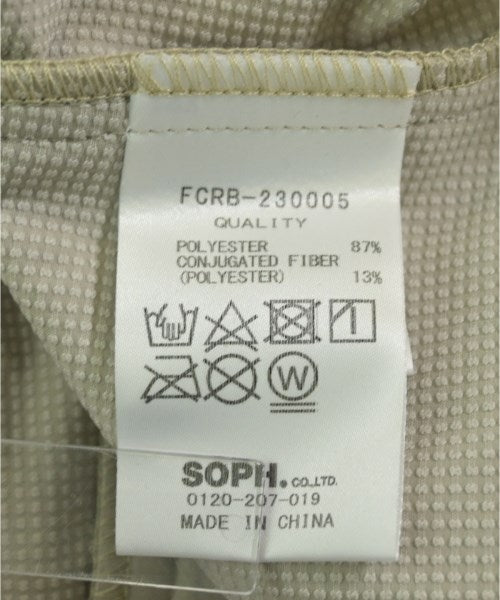 FCRB-230005
QUALITY
POLYESTER 87%
CONJUGATED FIBER
(POLYESTER) 13%
W
SOPH. CO.,LTD.
0120-207-019
MADE IN CHINA